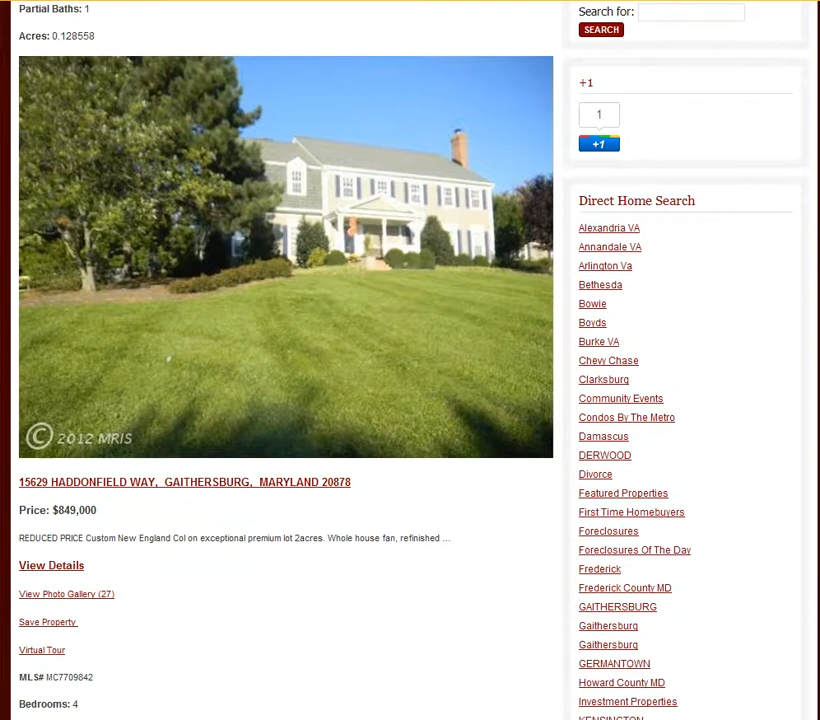 Partial Baths: 1
Acres: 0.128558
© 2012 MRIS
15629 HADDONFIELD WAY, GAITHERSBURG, MARYLAND 20878
Price: $849,000
REDUCED PRICE Custom New England Col on exceptional premium lot 2acres. Whole house fan, refinished ...
View Details
View Photo Gallery (27)
Save Property
Virtual Tour
MLS# MC7709842
Bedrooms: 4
Search for:
SEARCH
+1
1
+1
Direct Home Search
Alexandria VA
Annandale VA
Arlington Va
Bethesda
Bowie
Boyds
Burke VA
Chevy Chase
Clarksburg
Community Events
Condos By The Metro
Damascus
DERWOOD
Divorce
Featured Properties
First Time Homebuyers
Foreclosures
Foreclosures Of The Day
Frederick
Frederick County MD
GAITHERSBURG
Gaithersburg
Gaithersburg
GERMANTOWN
Howard County MD
Investment Properties
KENSINGTON